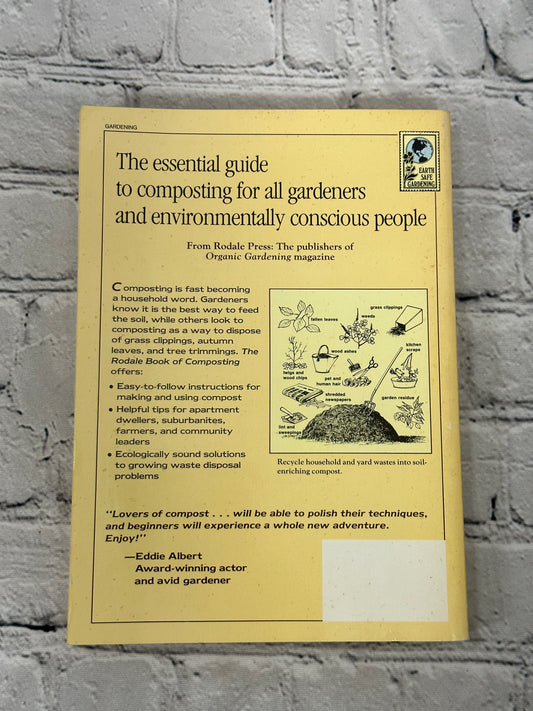 GARDENING
EARTH
SAFE
GARDENING
The essential guide
to composting for all gardeners
and environmentally conscious people
From Rodale Press: The publishers of
Organic Gardening magazine
Composting is fast becoming
a household word. Gardeners
know it is the best way to feed
the soil, while others look to
composting as a way to dispose
of grass clippings, autumn
leaves, and tree trimmings. The
Rodale Book of Composting
offers:
• Easy-to-follow instructions for
making and using compost
• Helpful tips for apartment
dwellers, suburbanites,
farmers, and community
leaders
• Ecologically sound solutions
to growing waste disposal
problems
grass clippings
weeds
fallen leaves
kitchen
scraps
wood ashes
twigs and
wood chips
pet and
human hair
shredded
newspapers
garden residue
lint and
sweepings
Recycle household and yard wastes into soil-
enriching compost.
"Lovers of compost . . . will be able to polish their techniques,
and beginners will experience a whole new adventure.
Enjoy!"
—Eddie Albert
Award-winning actor
and avid gardener